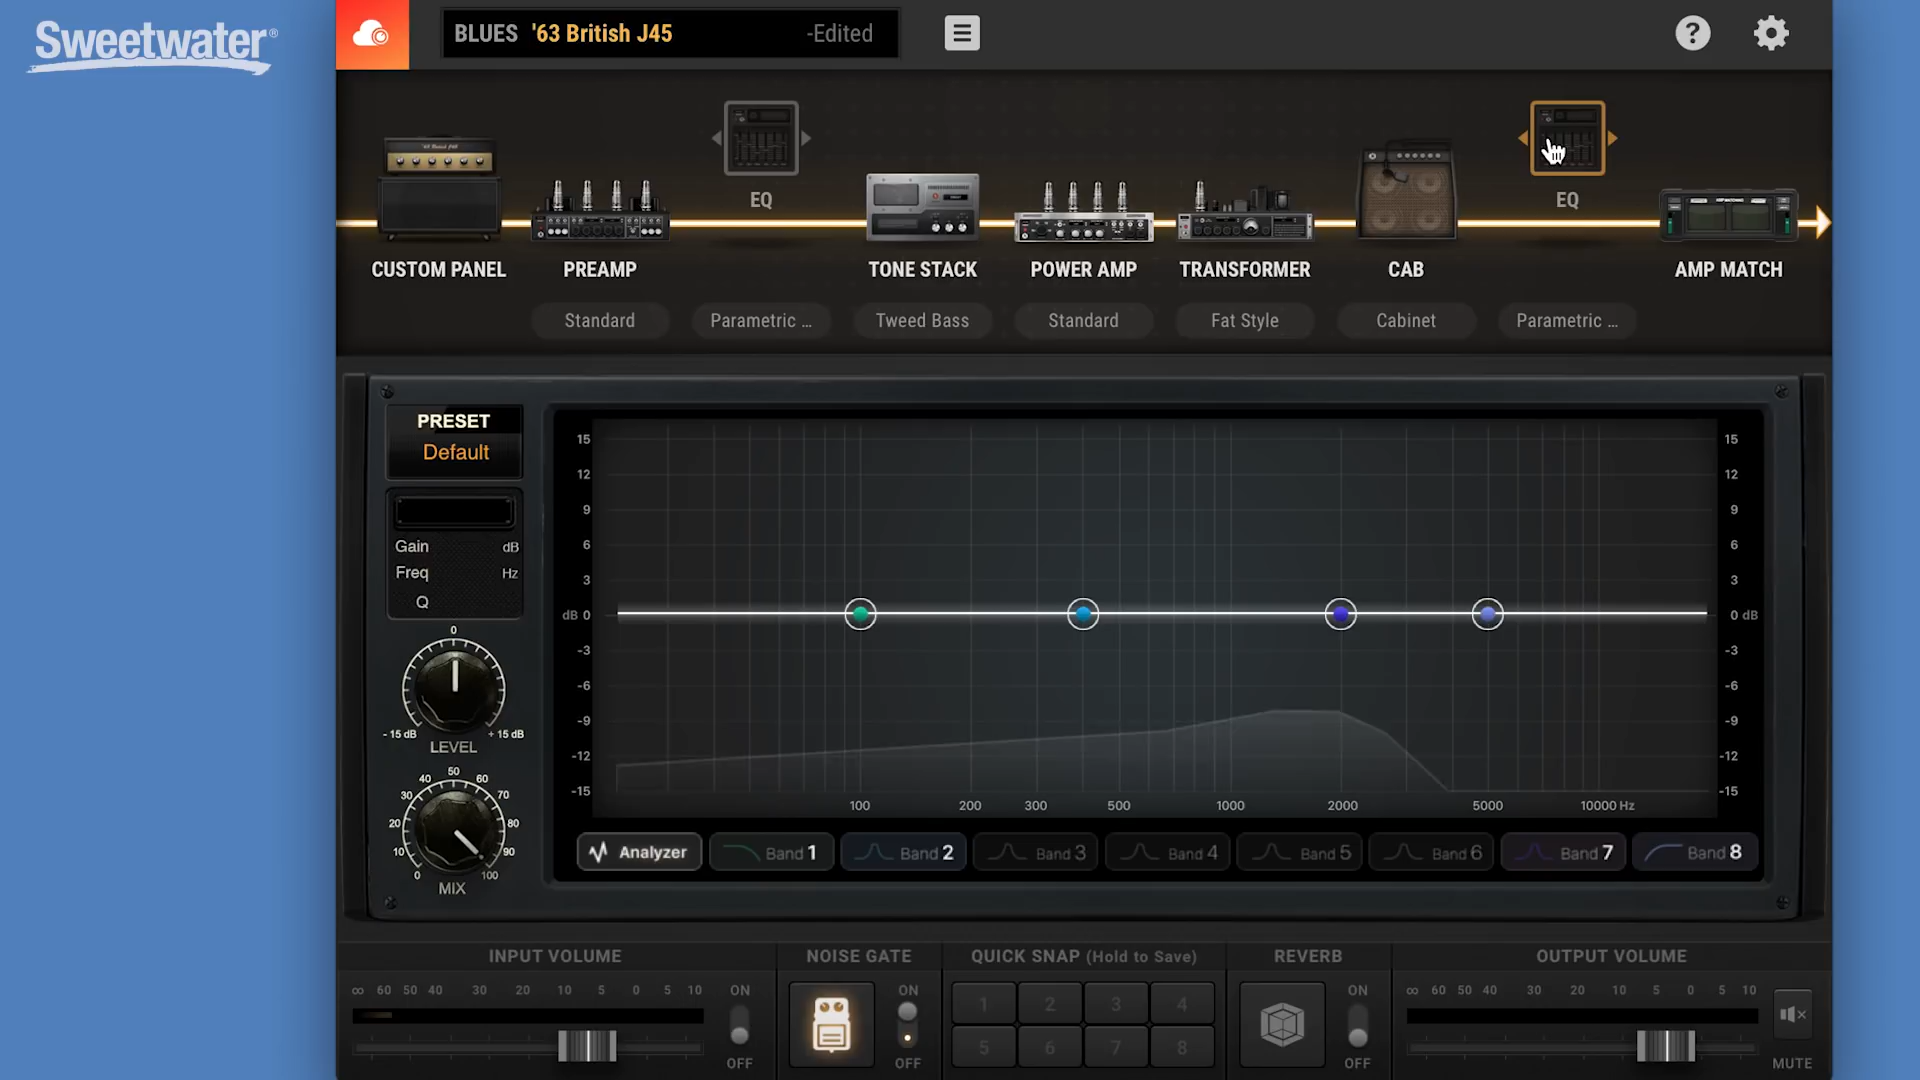 Sweetwater®
BLUES '63 British J45 -Edited
?
EQ EQ
CUSTOM PANEL PREAMP TONE STACK POWER AMP TRANSFORMER CAB AMP MATCH
Standard Parametric ... Tweed Bass Standard Fat Style Cabinet Parametric ...
PRESET
Default
Gain dB
Freq Hz
Q
0
- 15 dB + 15 dB
LEVEL
0 10 20 30 40 50 60 70 80 90 100
MIX
15 15
12 12
9 9
6 6
3 3
dB 0 0 dB
-3 -3
-6 -6
-9 -9
-12 -12
-15 -15
100 200 300 500 1000 2000 5000 10000 Hz
Analyzer Band 1 Band 2 Band 3 Band 4 Band 5 Band 6 Band 7 Band 8
INPUT VOLUME NOISE GATE QUICK SNAP (Hold to Save) REVERB OUTPUT VOLUME
∞ 60 50 40 30 20 10 5 0 5 10 ON ON 1 2 3 4 ON ∞ 60 50 40 30 20 10 5 0 5 10
OFF OFF 5 6 7 8 OFF MUTE